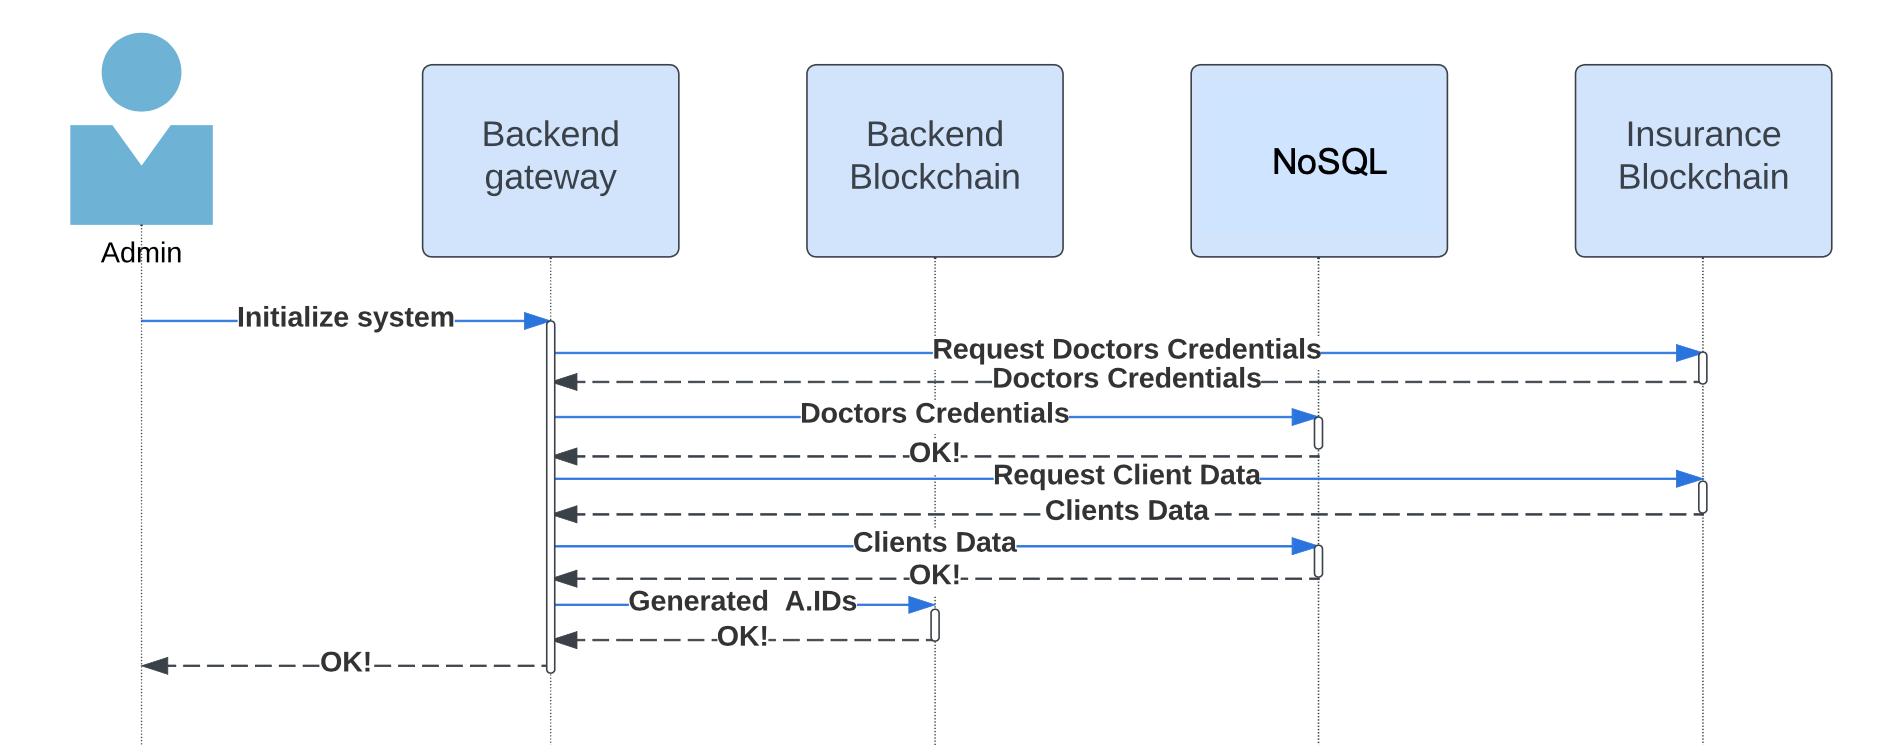 Admin
Backend
gateway
Backend
Blockchain
NoSQL
Insurance
Blockchain
Initialize system
Request Doctors Credentials
Doctors Credentials
Doctors Credentials
OK!
Request Client Data
Clients Data
Clients Data
OK!
Generated  A.IDs
OK!
OK!